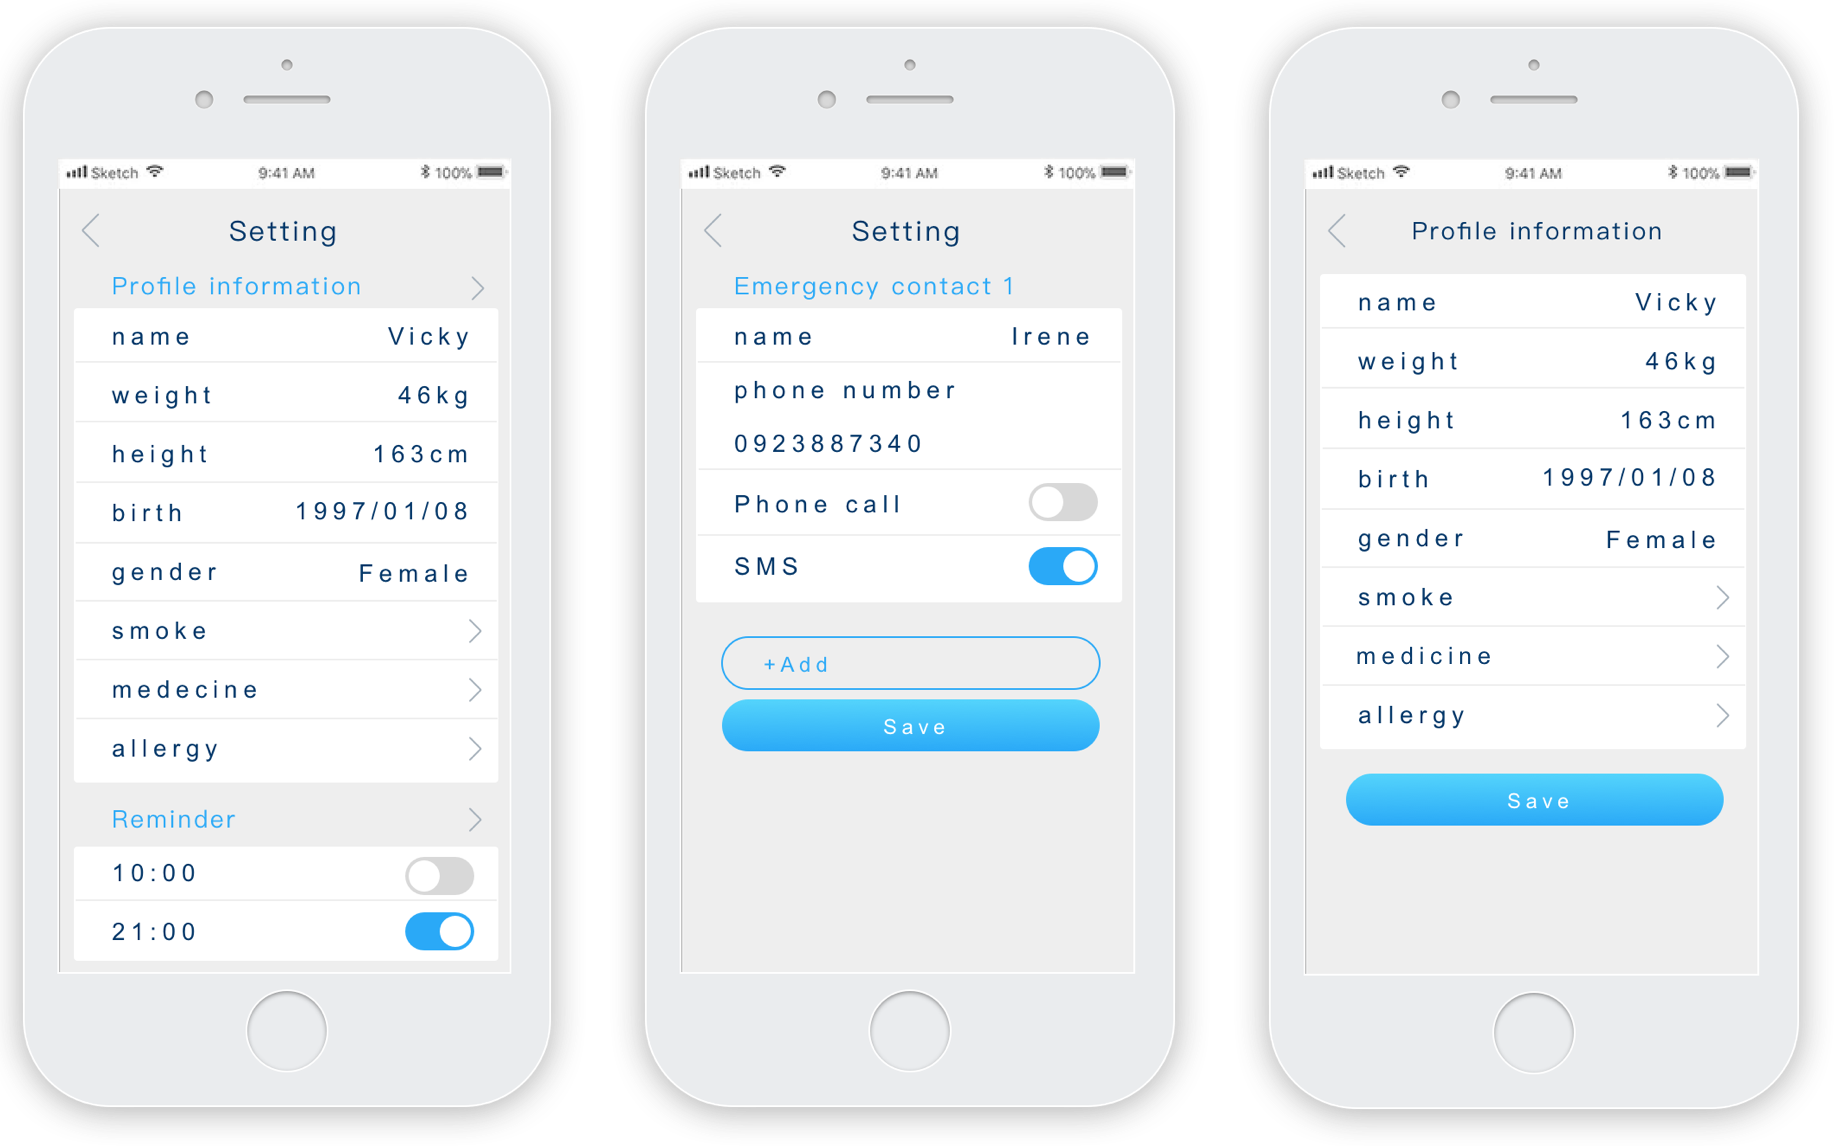 Sketch 9:41 AM 100%
Setting
Profile information
name Vicky
weight 46kg
height 163cm
birth 1997/01/08
gender Female
smoke
medecine
allergy
Reminder
10:00
21:00
Sketch 9:41 AM 100%
Setting
Emergency contact 1
name Irene
phone number
0923887340
Phone call
SMS
+Add
Save
Sketch 9:41 AM 100%
Profile information
name Vicky
weight 46kg
height 163cm
birth 1997/01/08
gender Female
smoke
medicine
allergy
Save